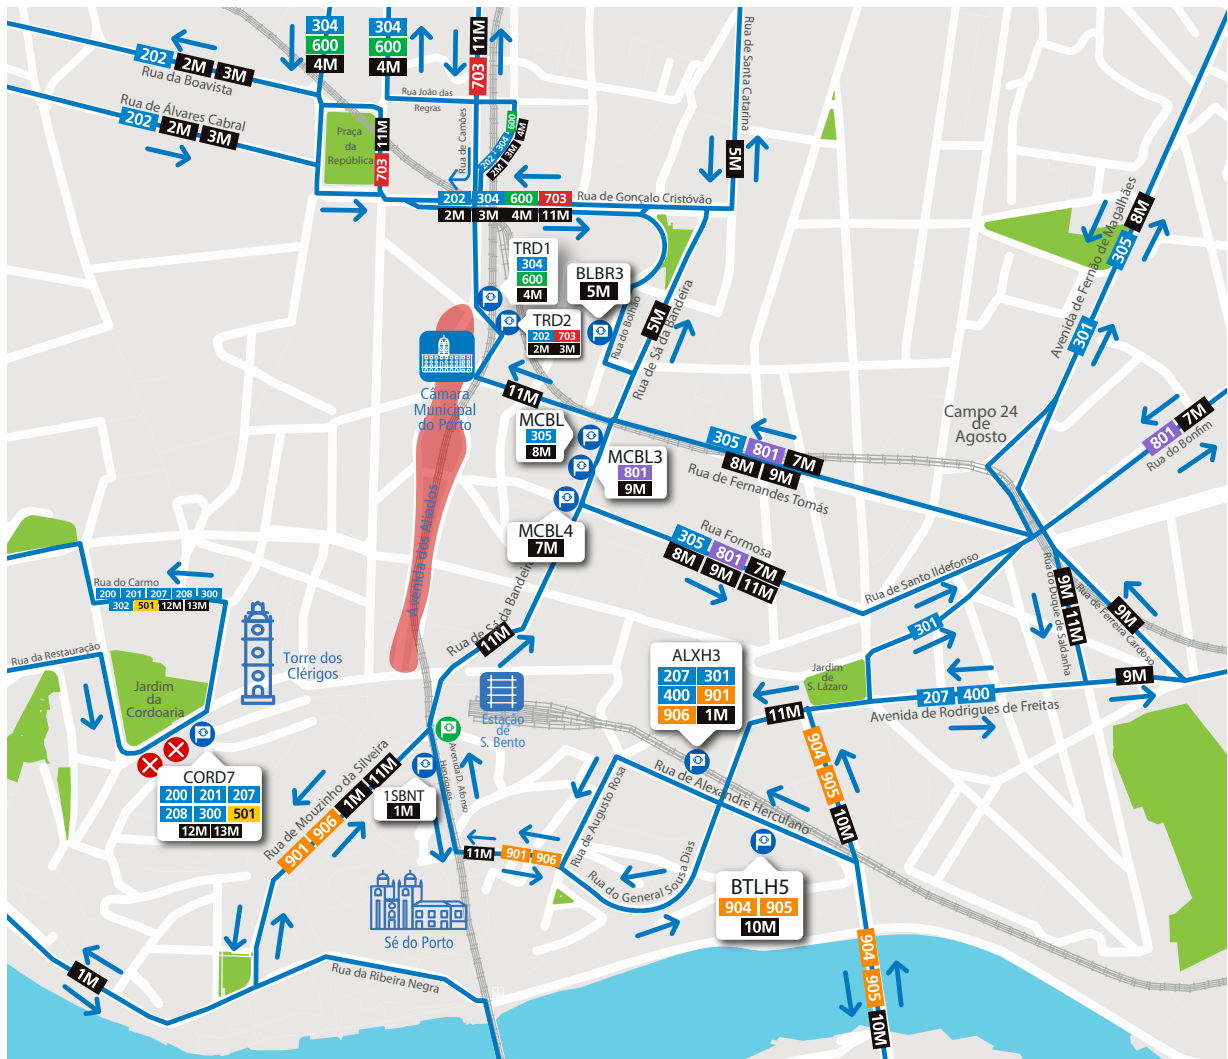 304
600
4M
304
600
4M
11M
703
202 2M 3M
Rua da Boavista
Rua de Álvares Cabral
202 2M 3M
Praça
da
República
11M
703
Rua João das
Regras
Rua de Camões
600
304 4M
202 3M
2M
Rua de Santa Catarina
5M
202 304 600 703
2M 3M 4M 11M
Rua de Gonçalo Cristóvão
TRD1
304
600
4M
BLBR3
5M
TRD2
202 703
2M 3M
Rua do Bolhão
5M
Rua de Sá da Bandeira
Avenida de Fernão de Magalhães
8M
305
301
Câmara
Municipal
do Porto
11M
MCBL
305
8M
MCBL3
801
9M
MCBL4
7M
305 801 7M
8M 9M
Rua de Fernandes Tomás
Campo 24
de
Agosto
801 7M
Rua do Bonfim
Avenida dos Aliados
Rua Formosa
305 801 7M
8M 9M 11M
Rua de Santo Ildefonso
301
9M
11M
Rua do Duque de Saldanha
9M
Rua de Ferreira Cardoso
Rua do Carmo
200 201 207 208 300
302 501 12M 13M
Rua da Restauração
Jardim
da
Cordoaria
Torre dos
Clérigos
Rua de Sá da Bandeira
11M
ALXH3
207 301
400 901
906 1M
Jardim
de
S. Lázaro
9M
207 400
Avenida de Rodrigues de Freitas
11M
Estação
de
S. Bento
CORD7
200 201 207
208 300 501
12M 13M
Rua de Mouzinho da Silveira
901 906 1M 11M
1SBNT
1M
Avenida D. Afonso
Henriques
11M 901 906
Rua de Augusto Rosa
Rua de Alexandre Herculano
904
905
10M
Rua do General Sousa Dias
BTLH5
904 905
10M
Sé do Porto
Rua da Ribeira Negra
1M
904
905
10M